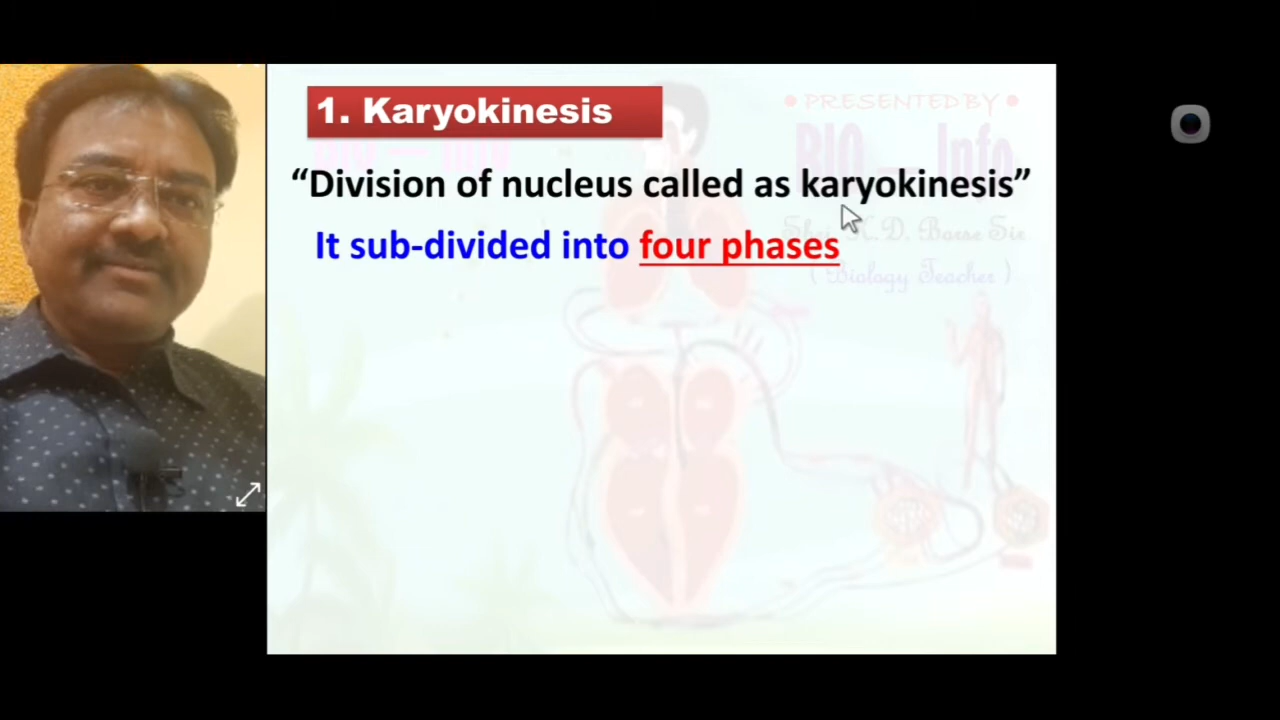 1. Karyokinesis
• PRESENTED BY •
BIO — Info
“Division of nucleus called as karyokinesis”
K.D. Sir
It sub-divided into four phases
( Biology Teacher )